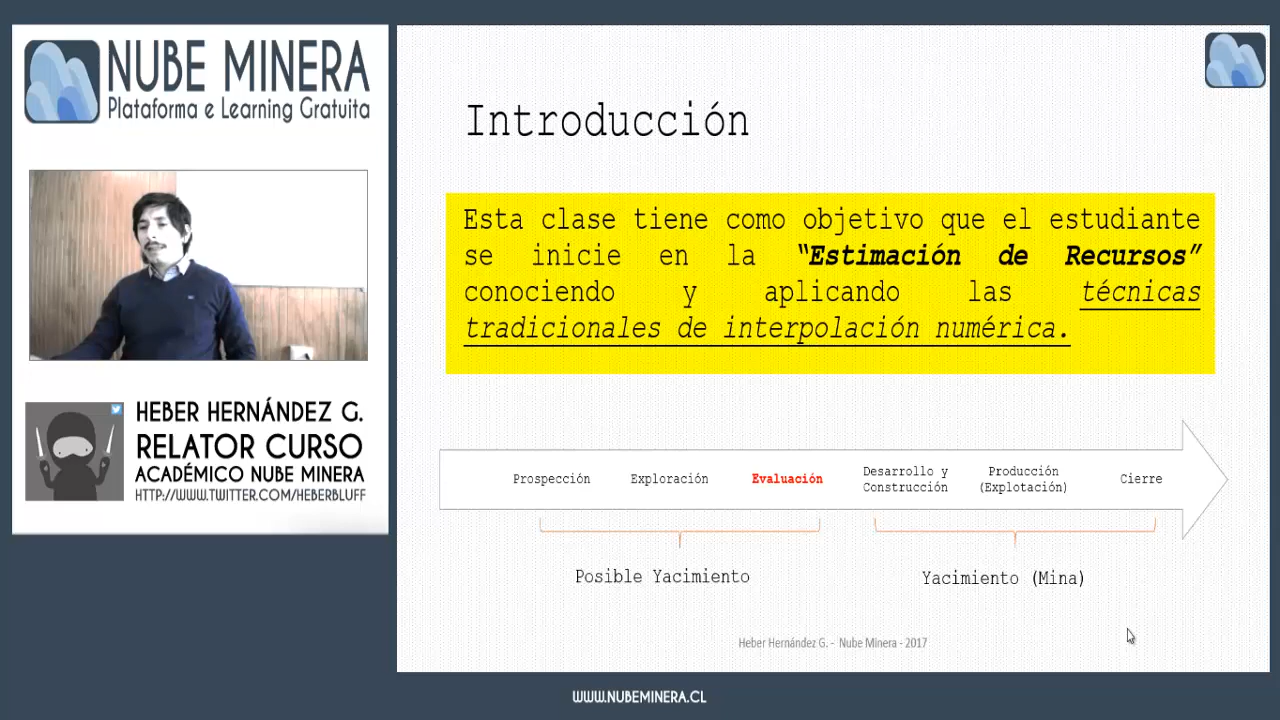 NUBE MINERA
Plataforma e Learning Gratuita
HEBER HERNÁNDEZ G.
RELATOR CURSO
ACADÉMICO NUBE MINERA
HTTP://WWW.TWITTER.COM/HEBERBLUFF
Introducción
Esta clase tiene como objetivo que el estudiante
se inicie en la “Estimación de Recursos”
conociendo y aplicando las técnicas
tradicionales de interpolación numérica.
Prospección
Exploración
Evaluación
Desarrollo y
Construcción
Producción
(Explotación)
Cierre
Posible Yacimiento
Yacimiento (Mina)
Heber Hernández G. - Nube Minera - 2017
WWW.NUBEMINERA.CL